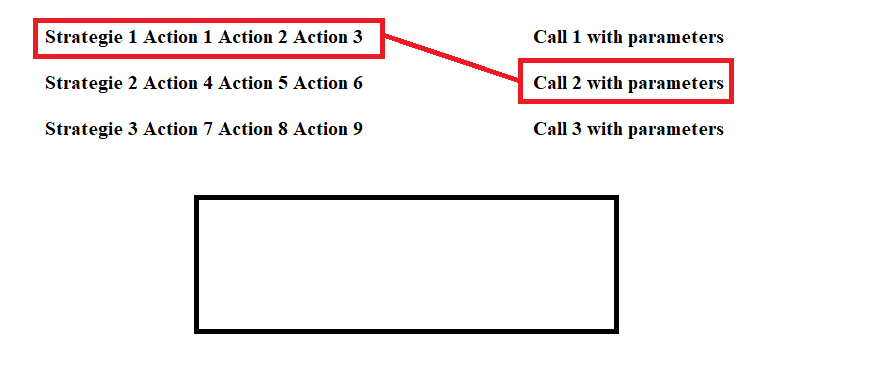 Strategie 1 Action 1 Action 2 Action 3 Call 1 with parameters
Strategie 2 Action 4 Action 5 Action 6 Call 2 with parameters
Strategie 3 Action 7 Action 8 Action 9 Call 3 with parameters